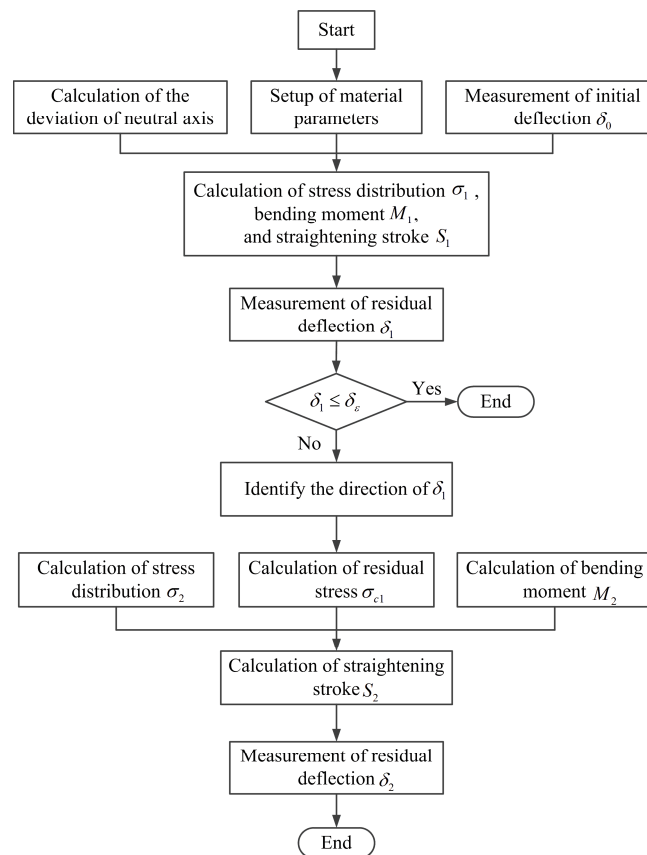 Start
Calculation of the
deviation of neutral axis
Setup of material
parameters
Measurement of initial
deflection δ₀
Calculation of stress distribution σ₁ ,
bending moment M₁,
and straightening stroke S₁
Measurement of residual
deflection δ₁
δ₁ ≤ δ_ε
Yes
End
No
Identify the direction of δ₁
Calculation of stress
distribution σ₂
Calculation of residual
stress σ_c1
Calculation of bending
moment M₂
Calculation of straightening
stroke S₂
Measurement of residual
deflection δ₂
End